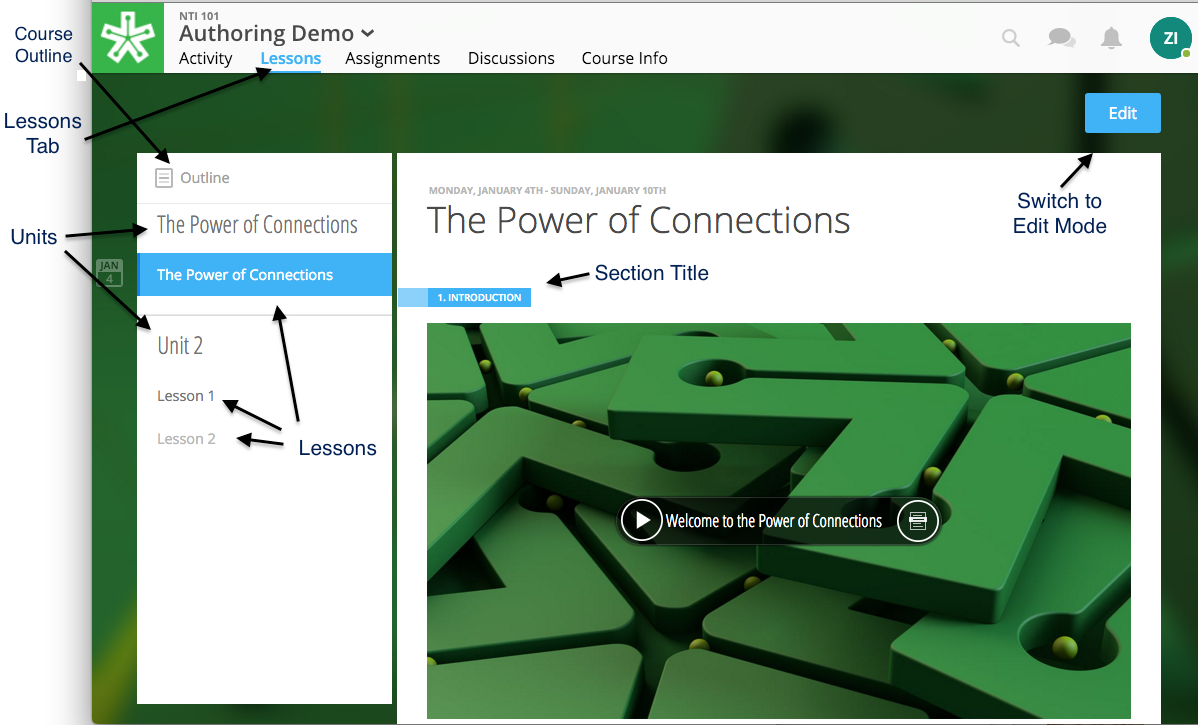 NTI 101
Authoring Demo
Activity Lessons Assignments Discussions Course Info
ZI
Course
Outline
Lessons
Tab
Units
Edit
Switch to
Edit Mode
Outline
The Power of Connections
JAN
4
The Power of Connections
Unit 2
Lesson 1
Lesson 2
Lessons
MONDAY, JANUARY 4TH - SUNDAY, JANUARY 10TH
The Power of Connections
Section Title
1. INTRODUCTION
Welcome to the Power of Connections